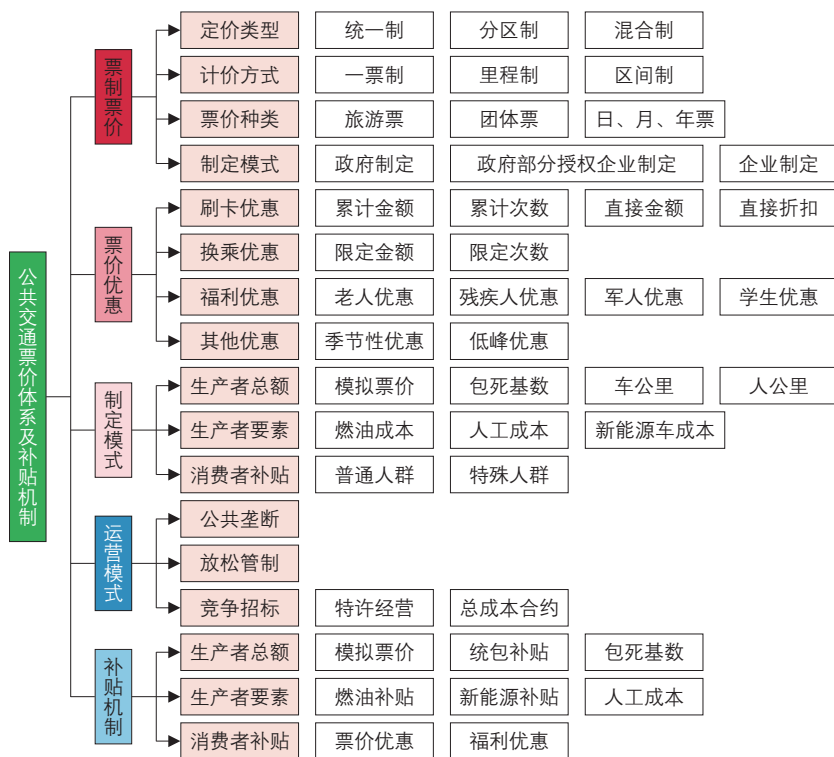 公共交通票价体系及补贴机制
票制票价
定价类型 统一制 分区制 混合制
计价方式 一票制 里程制 区间制
票价种类 旅游票 团体票 日、月、年票
制定模式 政府制定 政府部分授权企业制定 企业制定
票价优惠
刷卡优惠 累计金额 累计次数 直接金额 直接折扣
换乘优惠 限定金额 限定次数
福利优惠 老人优惠 残疾人优惠 军人优惠 学生优惠
其他优惠 季节性优惠 低峰优惠
制定模式
生产者总额 模拟票价 包死基数 车公里 人公里
生产者要素 燃油成本 人工成本 新能源车成本
消费者补贴 普通人群 特殊人群
运营模式
公共垄断
放松管制
竞争招标 特许经营 总成本合约
补贴机制
生产者总额 模拟票价 统包补贴 包死基数
生产者要素 燃油补贴 新能源补贴 人工成本
消费者补贴 票价优惠 福利优惠